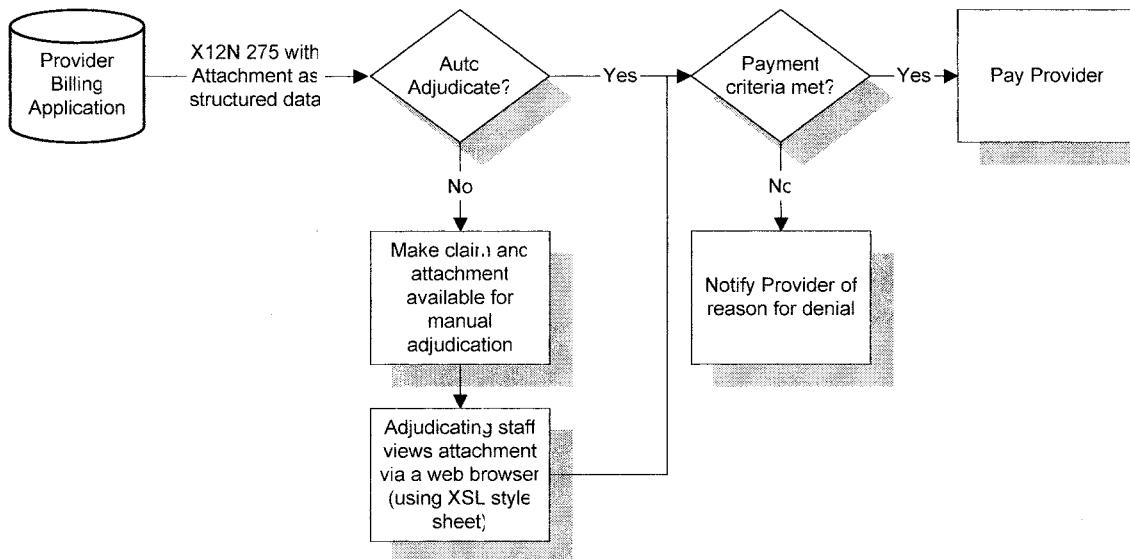 Provider
Billing
Application
X12N 275 with
Attachment as
structured data
Auto
Adjudicate?
Yes
Payment
criteria met?
Yes
Pay Provider
No
No
Make claim and
attachment
available for
manual
adjudication
Notify Provider of
reason for denial
Adjudicating staff
views attachment
via a web browser
(using XSL style
sheet)